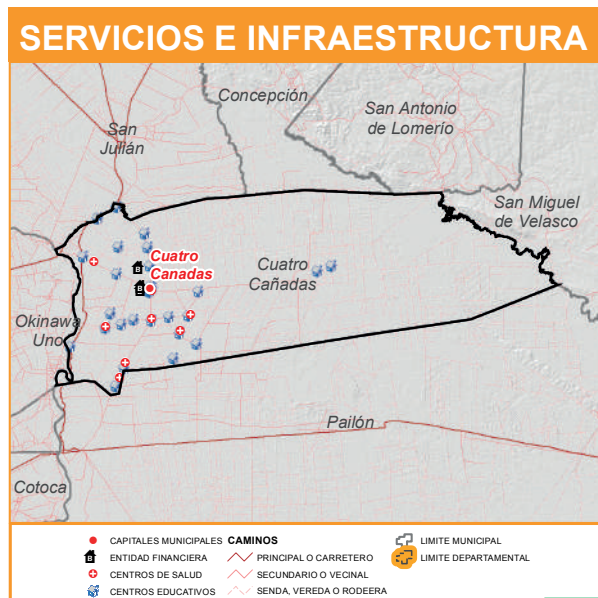 SERVICIOS E INFRAESTRUCTURA
Concepción
San Antonio
de Lomerío
San
Julián
San Miguel
de Velasco
Cuatro
Canadas
Cuatro
Cañadas
Okinawa
Uno
Pailón
Cotoca
CAPITALES MUNICIPALES
ENTIDAD FINANCIERA
CENTROS DE SALUD
CENTROS EDUCATIVOS
CAMINOS
PRINCIPAL O CARRETERO
SECUNDARIO O VECINAL
SENDA, VEREDA O RODEERA
LIMITE MUNICIPAL
LIMITE DEPARTAMENTAL